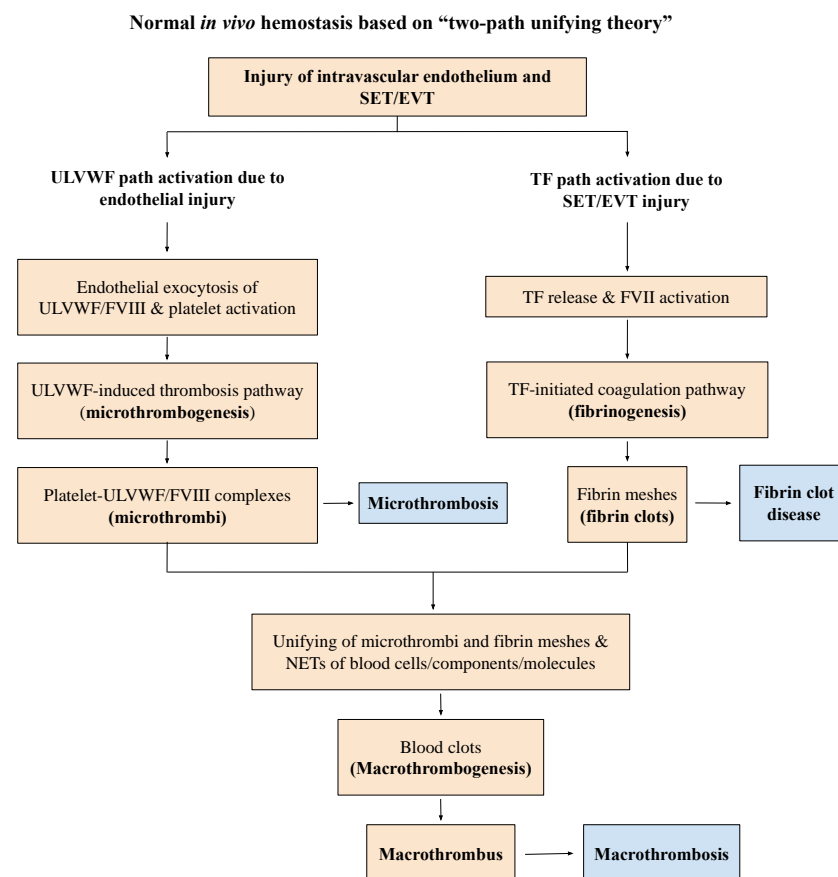 Normal in vivo hemostasis based on “two-path unifying theory”
Injury of intravascular endothelium and
SET/EVT
ULVWF path activation due to
endothelial injury
TF path activation due to
SET/EVT injury
Endothelial exocytosis of
ULVWF/FVIII & platelet activation
TF release & FVII activation
ULVWF-induced thrombosis pathway
(microthrombogenesis)
TF-initiated coagulation pathway
(fibrinogenesis)
Platelet-ULVWF/FVIII complexes
(microthrombi)
Microthrombosis
Fibrin meshes
(fibrin clots)
Fibrin clot
disease
Unifying of microthrombi and fibrin meshes &
NETs of blood cells/components/molecules
Blood clots
(Macrothrombogenesis)
Macrothrombus
Macrothrombosis